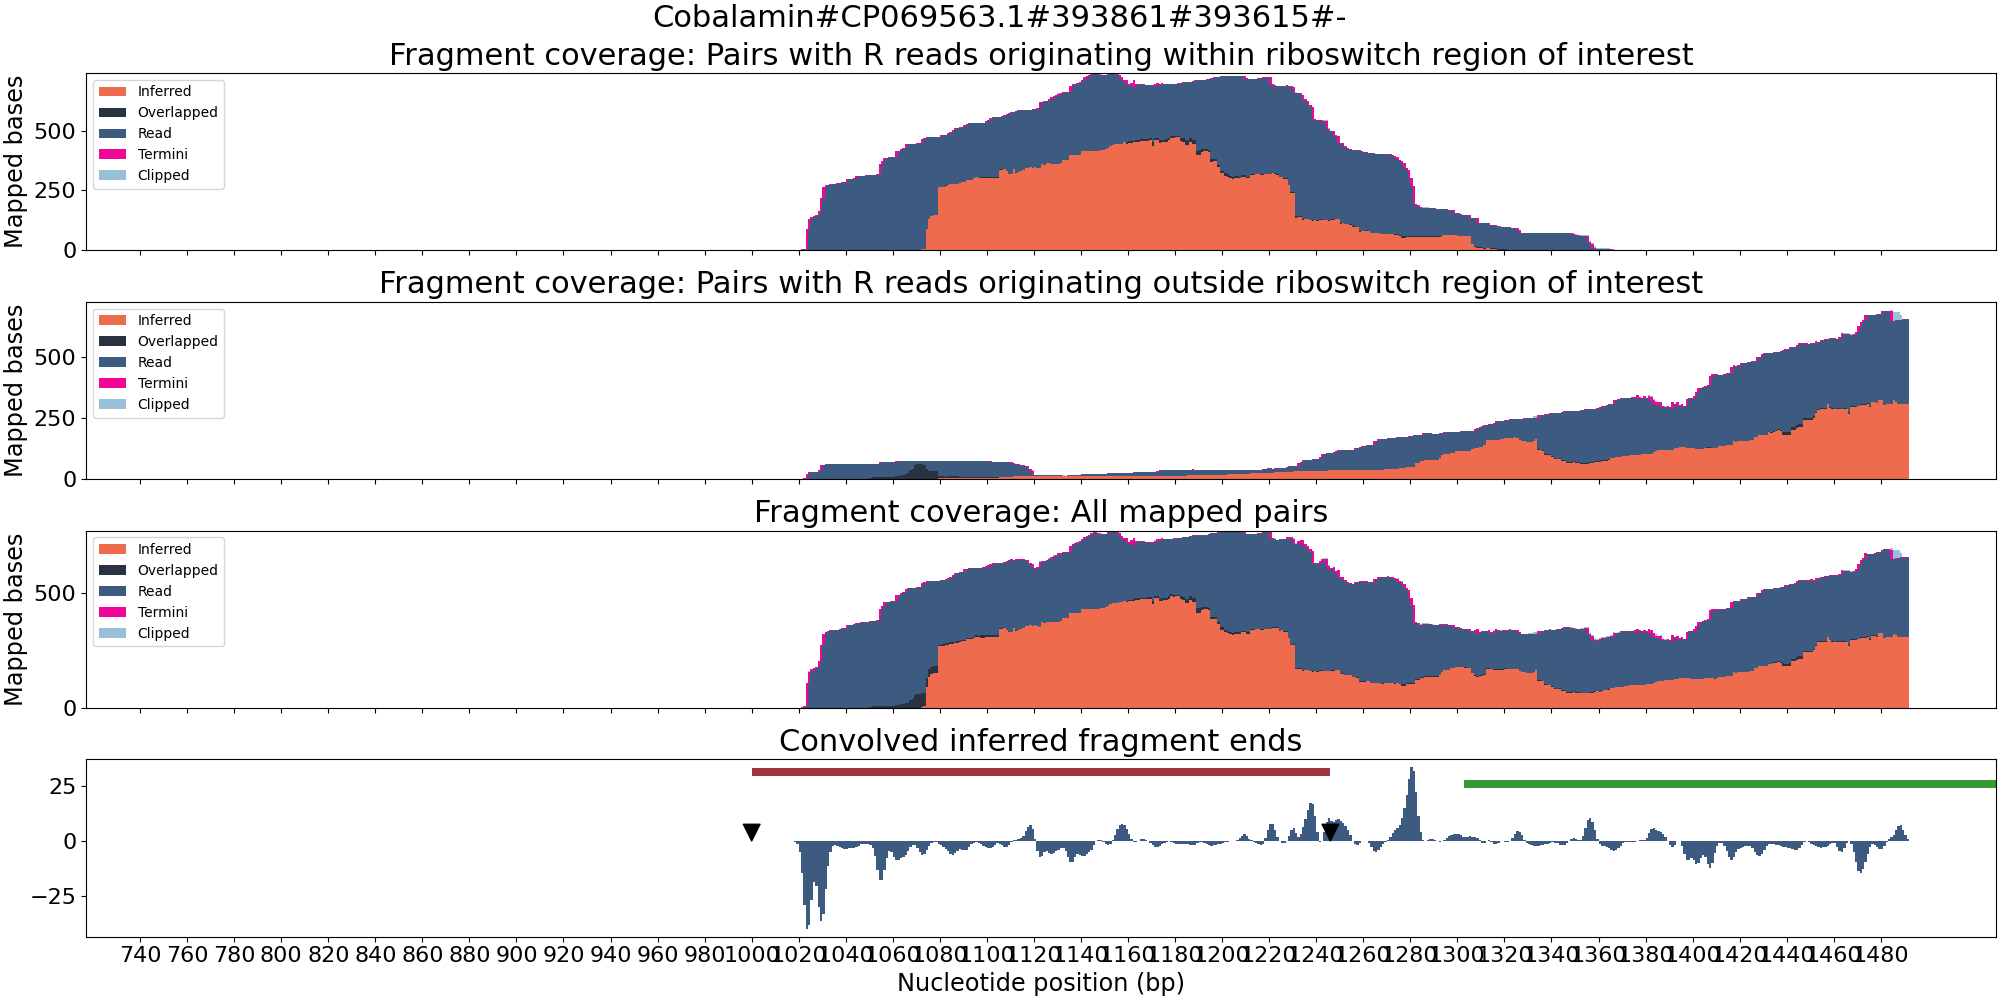 Cobalamin#CP069563.1#393861#393615#-
Fragment coverage: Pairs with R reads originating within riboswitch region of interest
Mapped bases
500
250
0
Inferred
Overlapped
Read
Termini
Clipped
Fragment coverage: Pairs with R reads originating outside riboswitch region of interest
Mapped bases
500
250
0
Inferred
Overlapped
Read
Termini
Clipped
Fragment coverage: All mapped pairs
Mapped bases
500
0
Inferred
Overlapped
Read
Termini
Clipped
Convolved inferred fragment ends
25
0
−25
740 760 780 800 820 840 860 880 900 920 940 960 980 1000 1020 1040 1060 1080 1100 1120 1140 1160 1180 1200 1220 1240 1260 1280 1300 1320 1340 1360 1380 1400 1420 1440 1460 1480
Nucleotide position (bp)